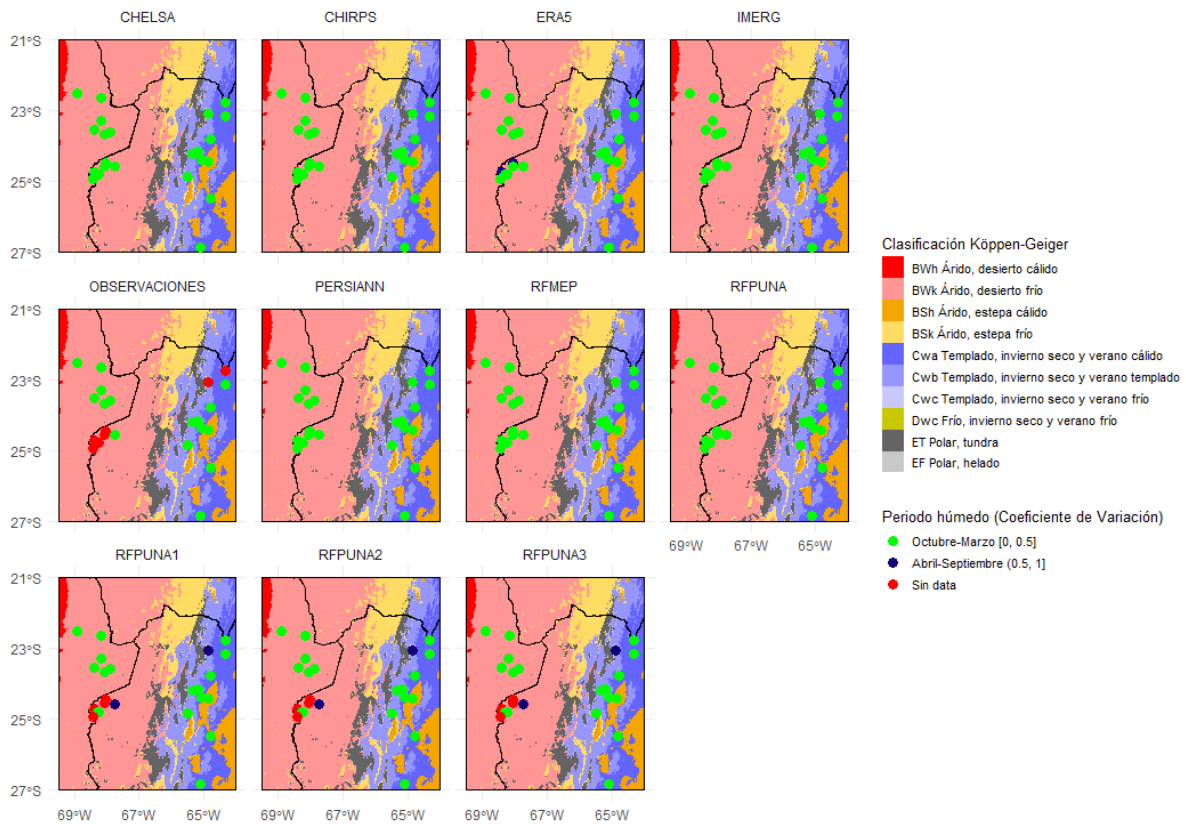 CHELSA
CHIRPS
ERA5
IMERG
21°S
23°S
25°S
27°S
OBSERVACIONES
PERSIANN
RFMEP
RFPUNA
21°S
23°S
25°S
27°S
69°W
67°W
65°W
RFPUNA1
RFPUNA2
RFPUNA3
21°S
23°S
25°S
27°S
69°W
67°W
65°W
69°W
67°W
65°W
69°W
67°W
65°W
Clasificación Köppen-Geiger
BWh Árido, desierto cálido
BWk Árido, desierto frío
BSh Árido, estepa cálido
BSk Árido, estepa frío
Cwa Templado, invierno seco y verano cálido
Cwb Templado, invierno seco y verano templado
Cwc Templado, invierno seco y verano frío
Dwc Frío, invierno seco y verano frío
ET Polar, tundra
EF Polar, helado
Periodo húmedo (Coeficiente de Variación)
Octubre-Marzo [0, 0.5]
Abril-Septiembre (0.5, 1]
Sin data